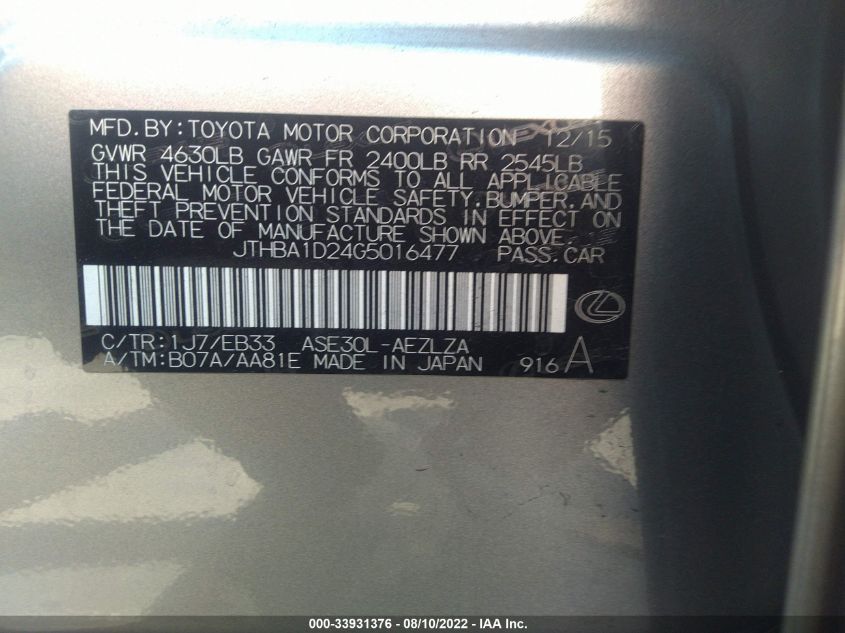 MFD.BY:TOYOTA MOTOR CORPORATION 12/15
GVWR 4630LB GAWR FR 2400LB RR 2545LB
THIS VEHICLE CONFORMS TO ALL APPLICABLE
FEDERAL MOTOR VEHICLE SAFETY,BUMPER,AND
THEFT PREVENTION STANDARDS IN EFFECT ON
THE DATE OF MANUFACTURE SHOWN ABOVE.
JTHBA1D24G5016477 PASS.CAR
C/TR:1J7/EB33 ASE30L-AEZLZA
A/TM:B07A/AA81E MADE IN JAPAN 916 A
000-33931376 - 08/10/2022 - IAA Inc.